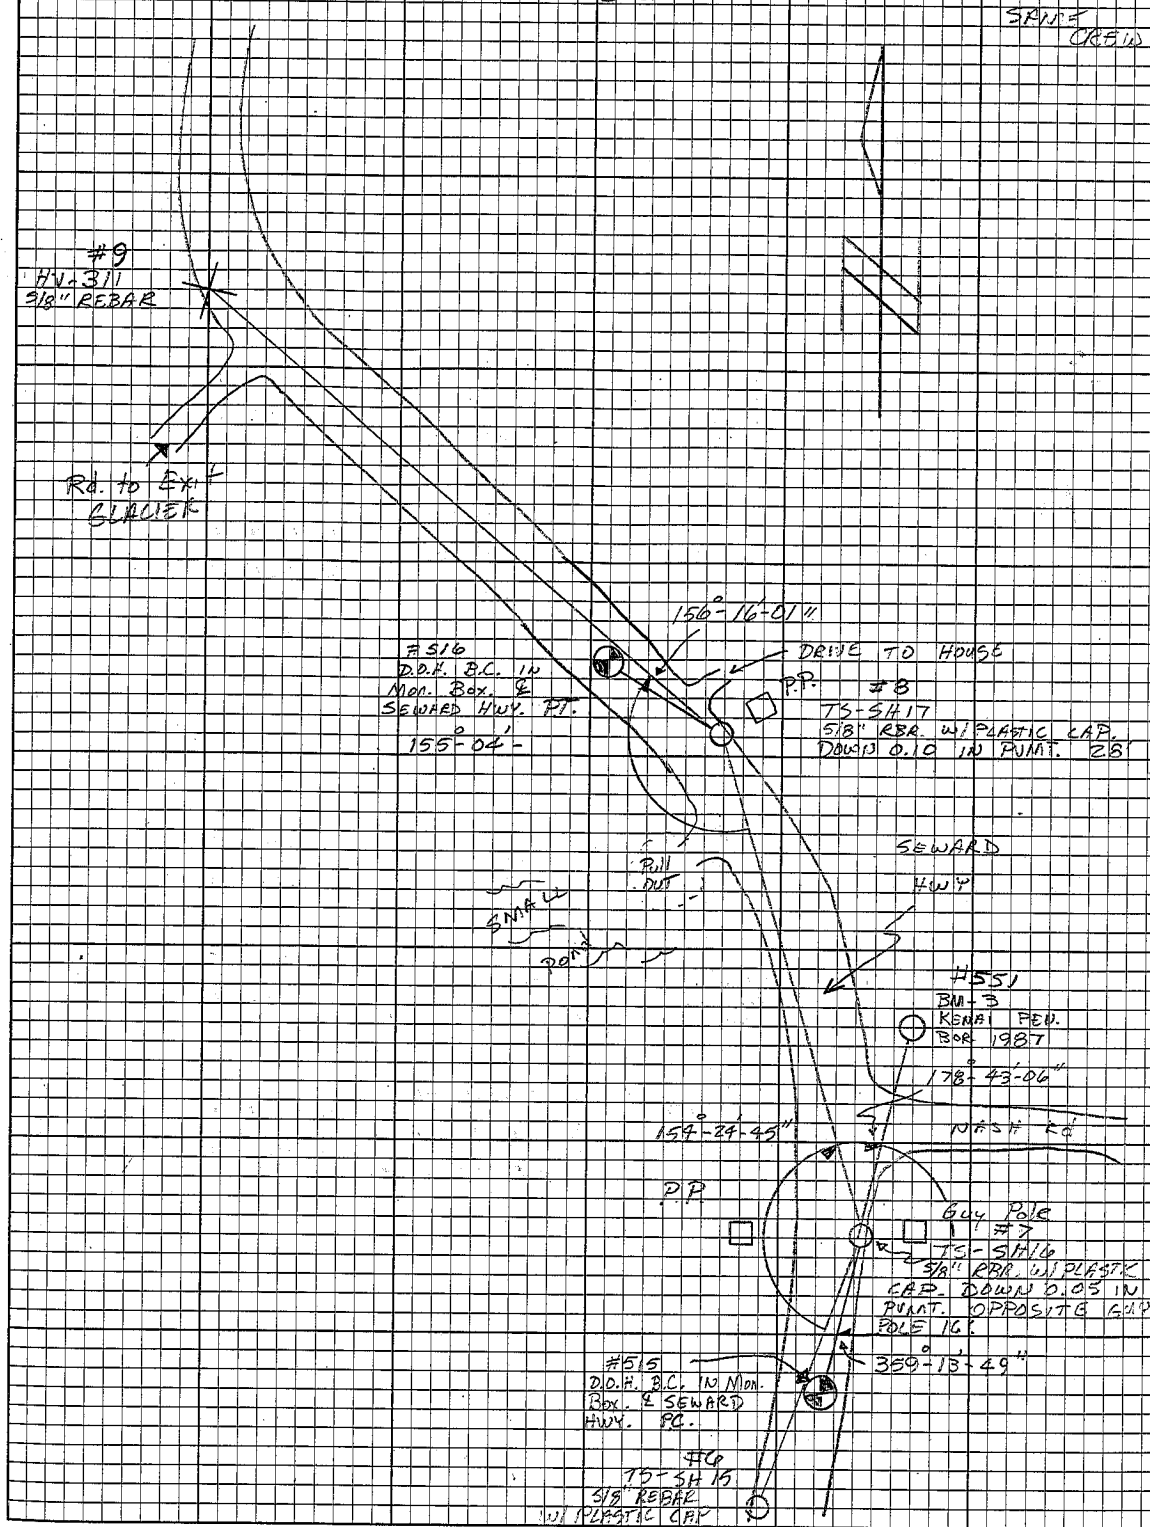 SAME
CREW
#9
HV-311
5/8" REBAR
Rd. to Exit
GLACIER
156°-16'-01"
#516
D.O.H. B.C. IN
Mon. Box. ℄
SEWARD HWY. PT.
155°-04'-
DRIVE TO HOUSE
P.P.
#8
TS-SH17
5/8" RBR. W/ PLASTIC CAP.
DOWN 0.10 IN PVMT. 28'
Pull
OUT
SMALL
POND
SEWARD
HWY
#551
BM-3
KENAI PEN.
BOR 1987
178°-43'-06"
154°-24'-45"
NASH Rd
P.P.
Guy Pole
#7
TS-SH16
5/8" RBR. W/ PLASTIC
CAP. DOWN 0.05 IN
PVMT. OPPOSITE GUY
POLE 16'.
359°-13'-49"
#515
D.O.H. B.C. IN Mon.
Box. ℄ SEWARD
HWY. P.C.
#6
TS-SH15
5/8" REBAR
W/ PLASTIC CAP